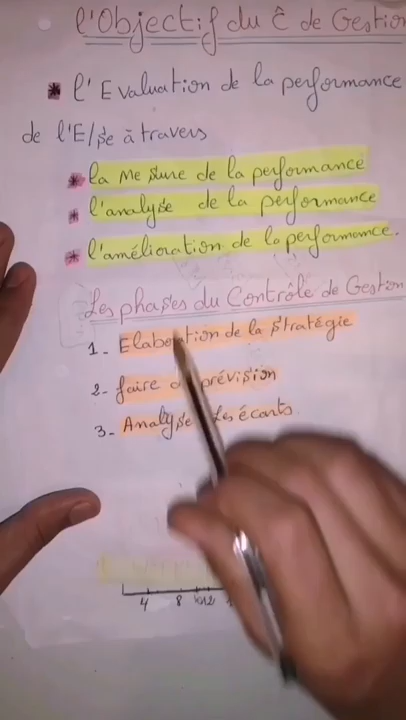 l'Objectif du C̄ de Gestion
* l'Evaluation de la performance
de l'E/se à travers
* la Mesure de la performance
* l'analyse de la performance
* l'amélioration de la performance.
Les phases du Contrôle de Gestion
1- Elaboration de la stratégie
2- faire prévision
3- Analyse les écarts
4 8